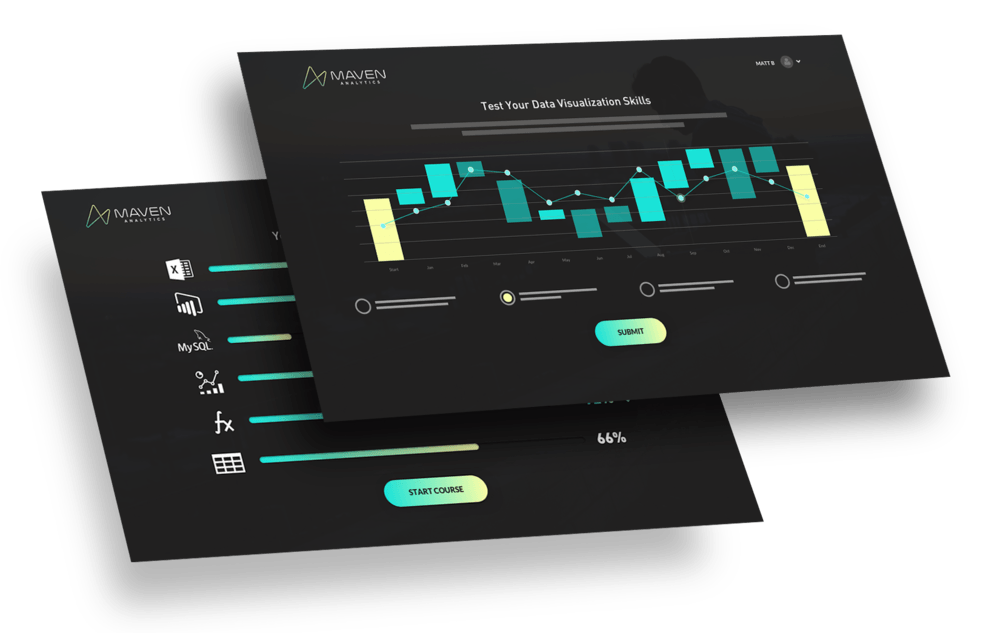 MAVEN
ANALYTICS
MATT B
Test Your Data Visualization Skills
Start Jan Feb Mar Apr May Jun Jul Aug Sep Oct Nov Dec End
SUBMIT
MAVEN
ANALYTICS
X
MySQL
fx
66%
START COURSE